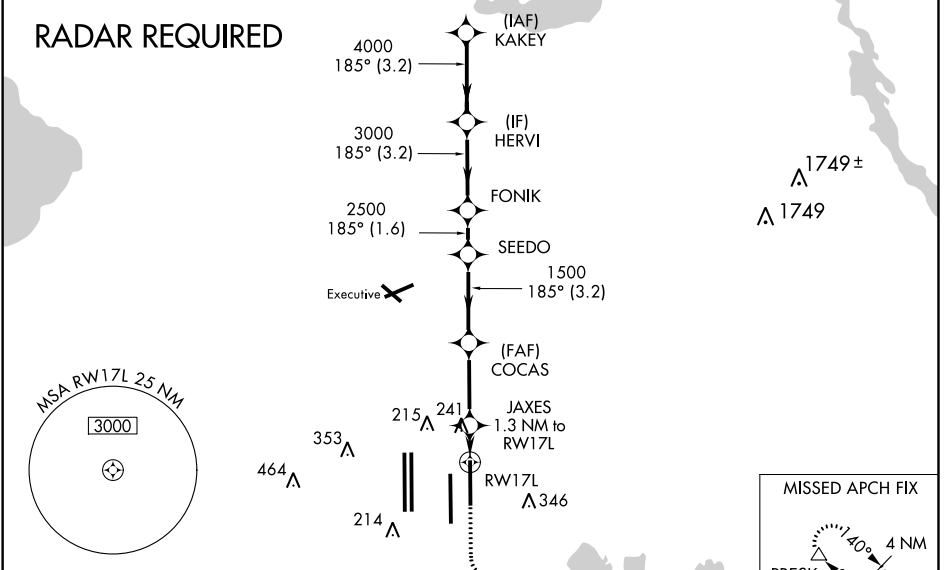 RADAR REQUIRED
(IAF)
KAKEY
4000
185° (3.2)
(IF)
HERVI
3000
185° (3.2)
1749 ±
1749
FONIK
2500
185° (1.6)
SEEDO
1500
185° (3.2)
Executive
(FAF)
COCAS
MSA RW17L 25 NM
3000
215
241
JAXES
1.3 NM to
RW17L
353
464
RW17L
346
214
MISSED APCH FIX
140°
4 NM